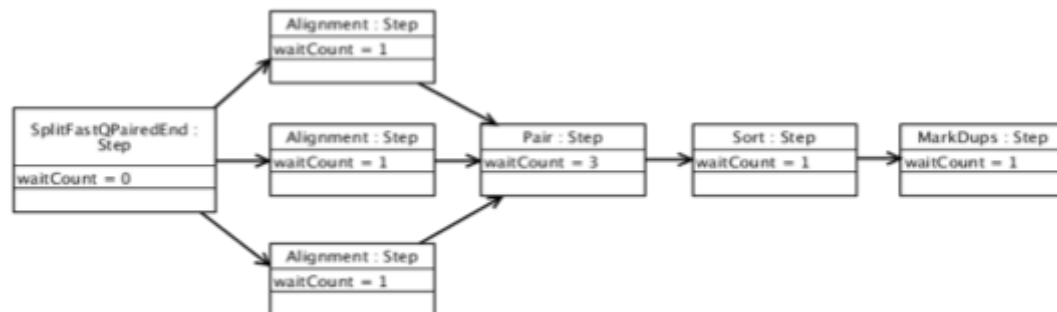 Alignment : Step
waitCount = 1
SplitFastQPairedEnd :
Step
waitCount = 0
Alignment : Step
waitCount = 1
Pair : Step
waitCount = 3
Sort : Step
waitCount = 1
MarkDups : Step
waitCount = 1
Alignment : Step
waitCount = 1